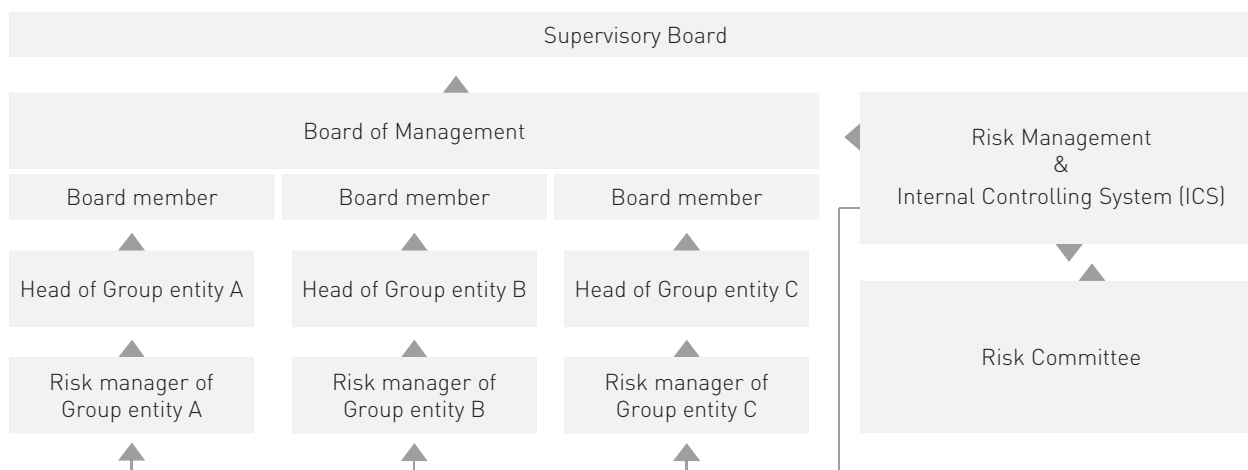 Supervisory Board
Board of Management
Risk Management
&
Internal Controlling System (ICS)
Board member
Board member
Board member
Head of Group entity A
Head of Group entity B
Head of Group entity C
Risk Committee
Risk manager of
Group entity A
Risk manager of
Group entity B
Risk manager of
Group entity C